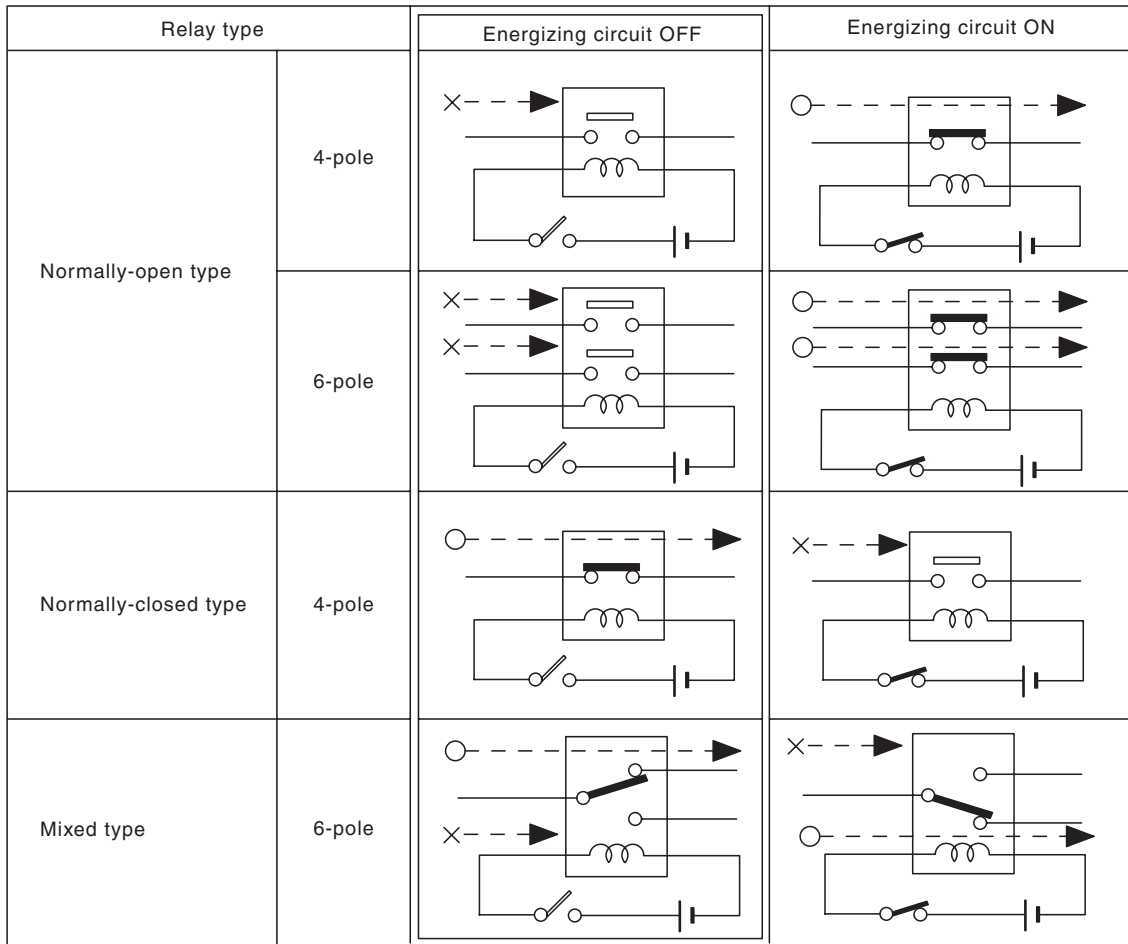 Relay type
Energizing circuit OFF
Energizing circuit ON
Normally-open type
4-pole
6-pole
Normally-closed type
4-pole
Mixed type
6-pole